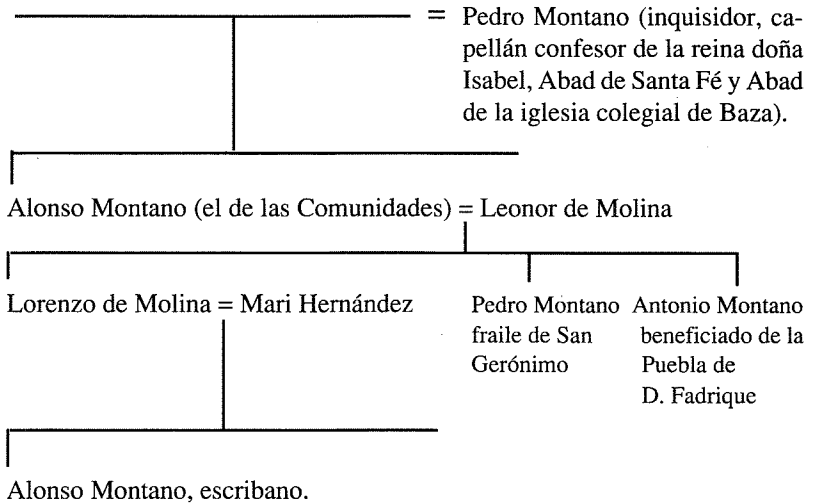 = Pedro Montano (inquisidor, ca-
pellán confesor de la reina doña
Isabel, Abad de Santa Fé y Abad
de la iglesia colegial de Baza).
Alonso Montano (el de las Comunidades) = Leonor de Molina
Lorenzo de Molina = Mari Hernández
Pedro Montano
fraile de San
Gerónimo
Antonio Montano
beneficiado de la
Puebla de
D. Fadrique
Alonso Montano, escribano.